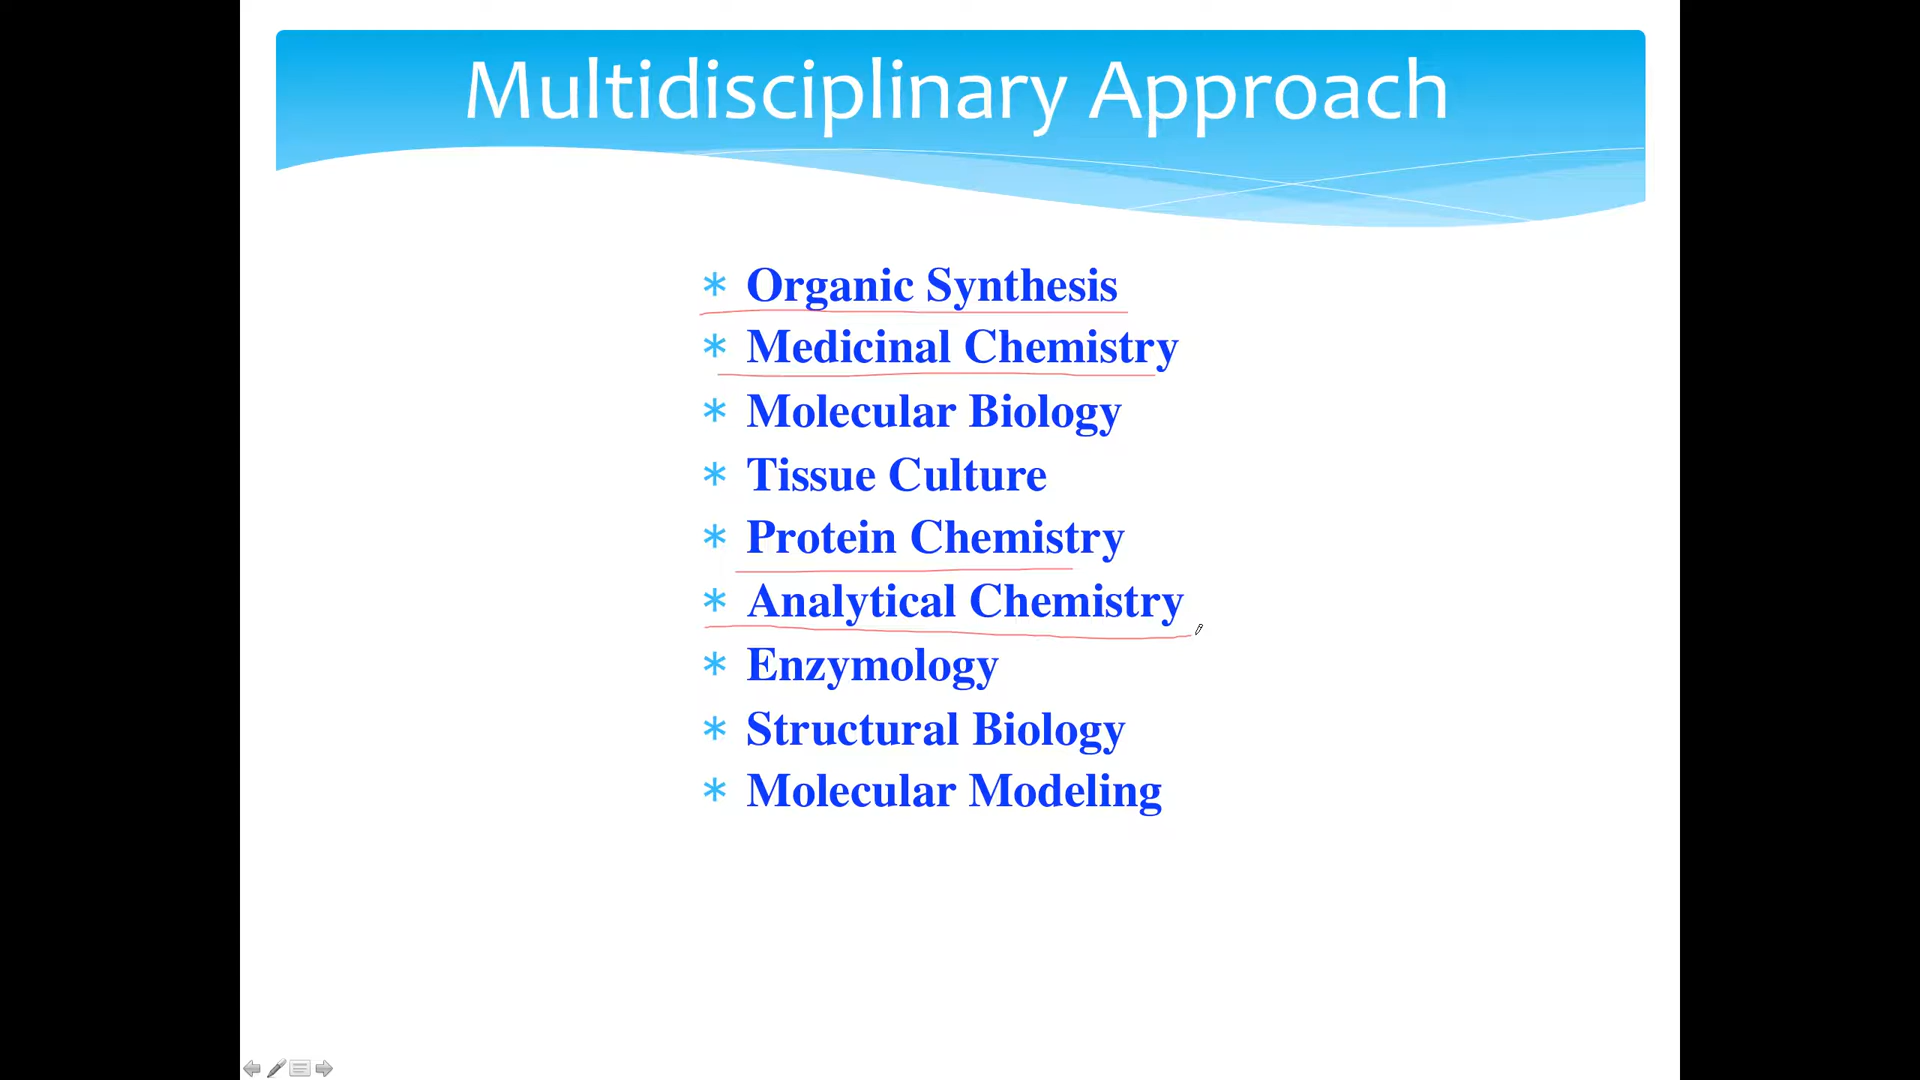 Multidisciplinary Approach
* Organic Synthesis
* Medicinal Chemistry
* Molecular Biology
* Tissue Culture
* Protein Chemistry
* Analytical Chemistry
* Enzymology
* Structural Biology
* Molecular Modeling